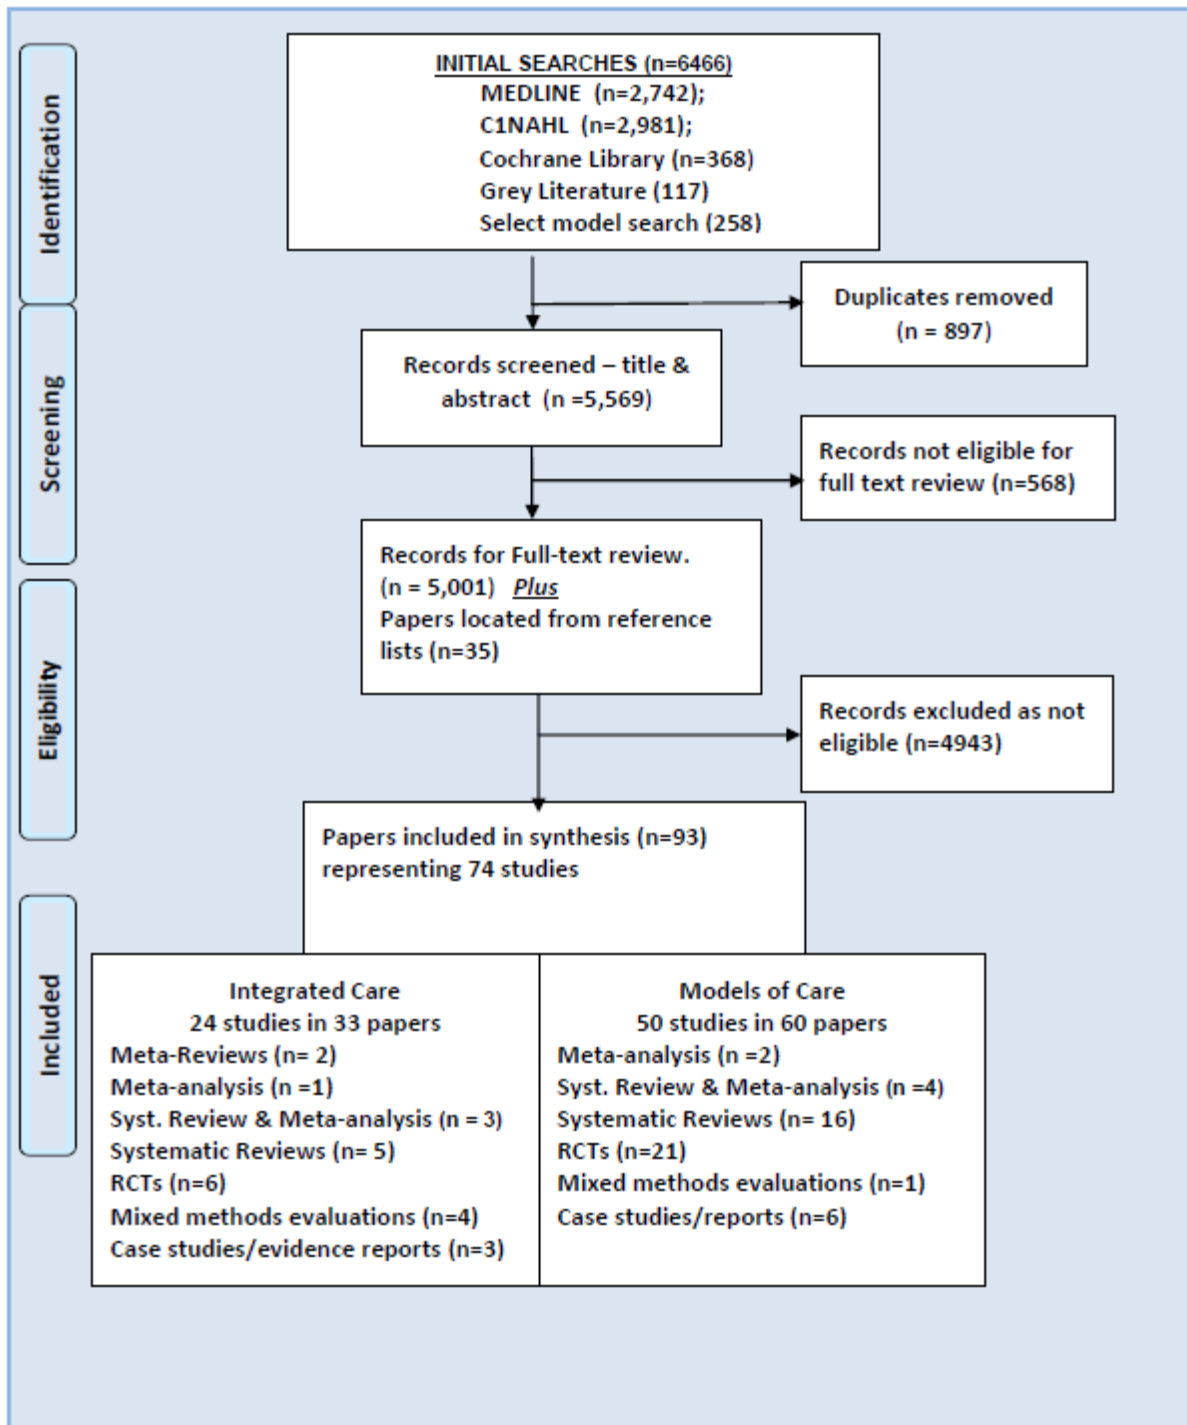 Identification
INITIAL SEARCHES (n=6466)
MEDLINE (n=2,742);
C1NAHL (n=2,981);
Cochrane Library (n=368)
Grey Literature (117)
Select model search (258)
Duplicates removed
(n = 897)
Screening
Records screened – title &
abstract (n =5,569)
Records not eligible for
full text review (n=568)
Eligibility
Records for Full-text review.
(n = 5,001) Plus
Papers located from reference
lists (n=35)
Records excluded as not
eligible (n=4943)
Included
Papers included in synthesis (n=93)
representing 74 studies
Integrated Care
24 studies in 33 papers
Meta-Reviews (n= 2)
Meta-analysis (n =1)
Syst. Review & Meta-analysis (n = 3)
Systematic Reviews (n= 5)
RCTs (n=6)
Mixed methods evaluations (n=4)
Case studies/evidence reports (n=3)
Models of Care
50 studies in 60 papers
Meta-analysis (n =2)
Syst. Review & Meta-analysis (n =4)
Systematic Reviews (n= 16)
RCTs (n=21)
Mixed methods evaluations (n=1)
Case studies/reports (n=6)